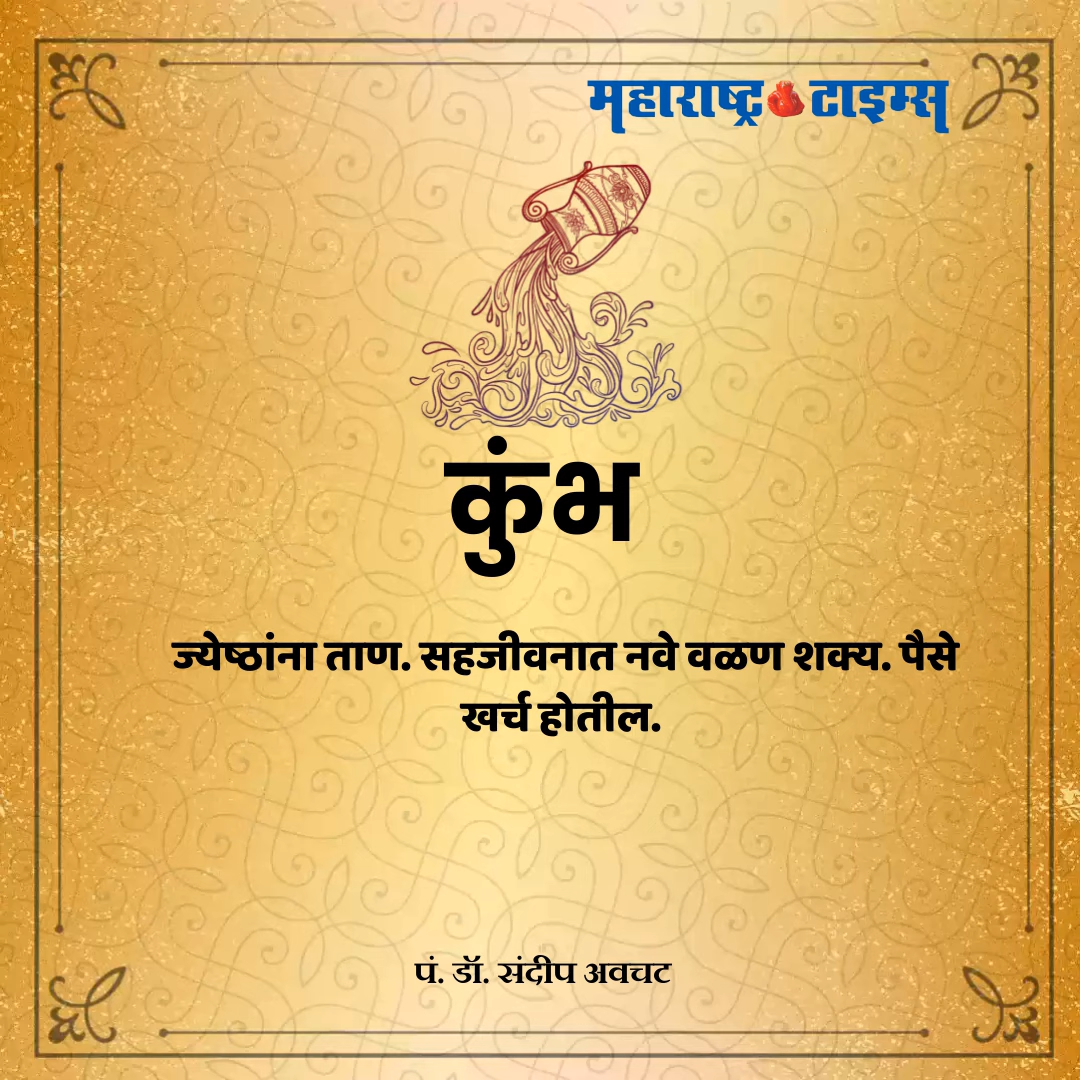 महाराष्ट्र टाइम्स
कुंभ
ज्येष्ठांना ताण. सहजीवनात नवे वळण शक्य. पैसे
खर्च होतील.
पं. डॉ. संदीप अवचट